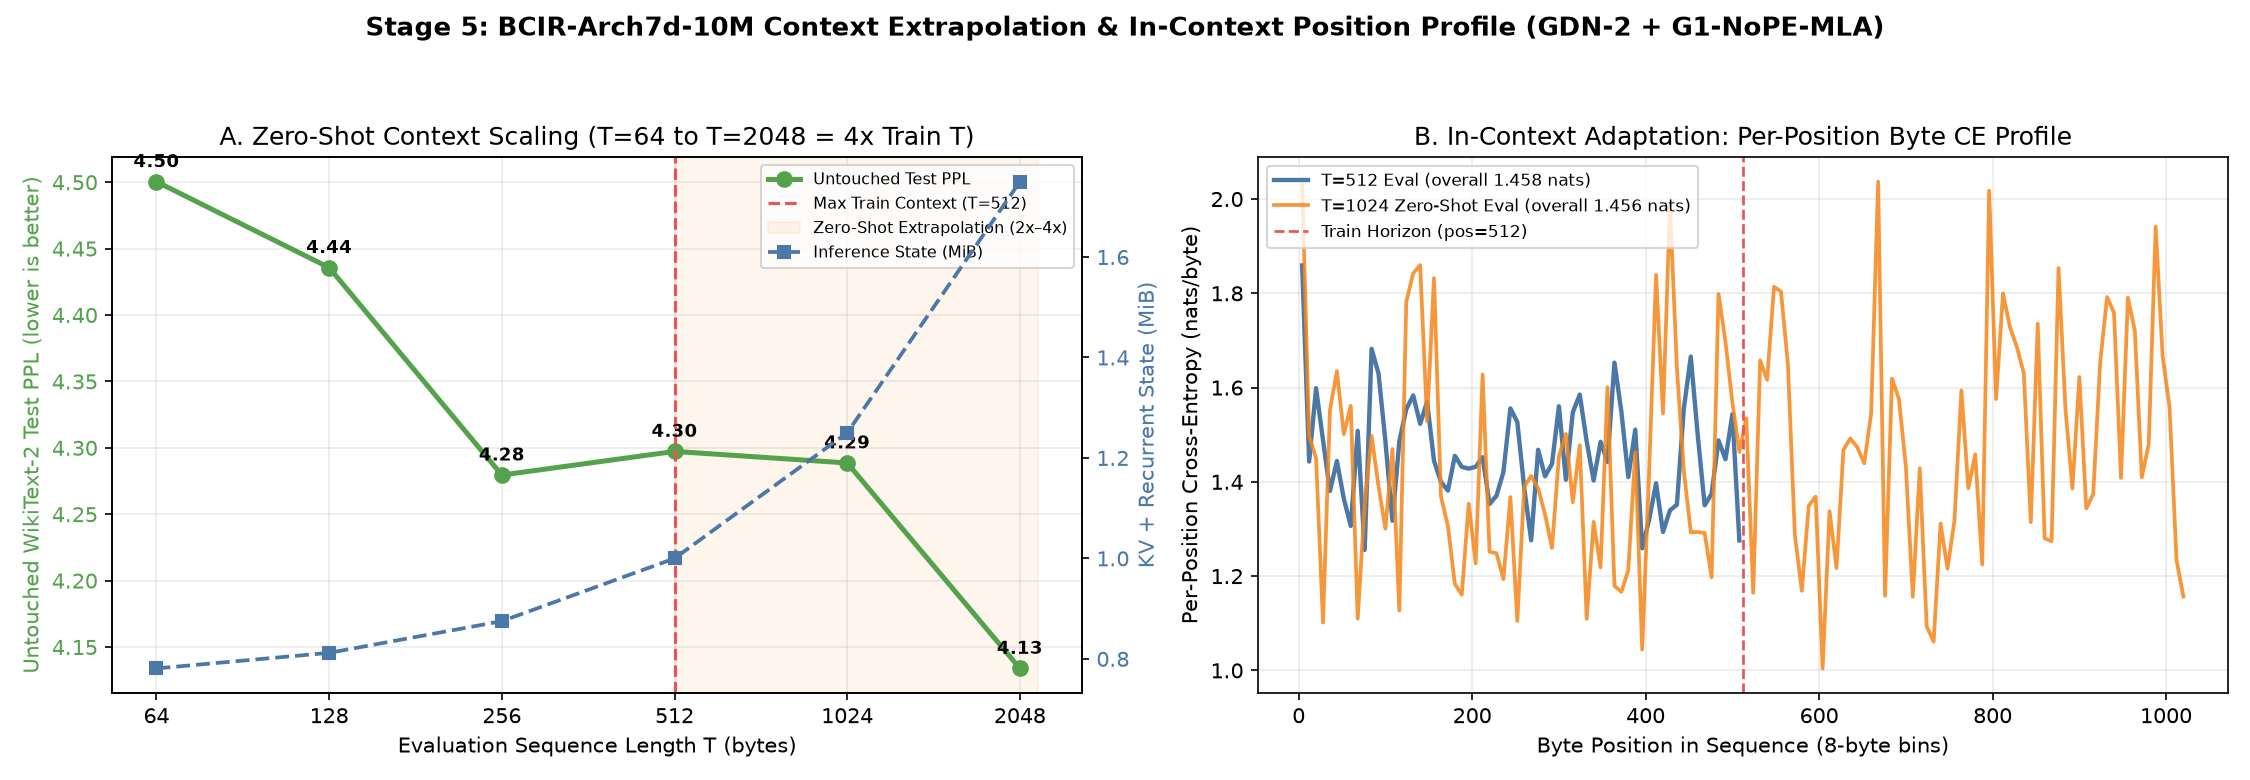 Stage 5: BCIR-Arch7d-10M Context Extrapolation & In-Context Position Profile (GDN-2 + G1-NoPE-MLA)
A. Zero-Shot Context Scaling (T=64 to T=2048 = 4x Train T)
Untouched WikiText-2 Test PPL (lower is better)
4.50
4.45
4.40
4.35
4.30
4.25
4.20
4.15
4.50
4.44
4.28
4.30
4.29
4.13
Untouched Test PPL
Max Train Context (T=512)
Zero-Shot Extrapolation (2x–4x)
Inference State (MiB)
1.6
1.4
1.2
1.0
0.8
KV + Recurrent State (MiB)
64
128
256
512
1024
2048
Evaluation Sequence Length T (bytes)
B. In-Context Adaptation: Per-Position Byte CE Profile
Per-Position Cross-Entropy (nats/byte)
2.0
1.8
1.6
1.4
1.2
1.0
T=512 Eval (overall 1.458 nats)
T=1024 Zero-Shot Eval (overall 1.456 nats)
Train Horizon (pos=512)
0
200
400
600
800
1000
Byte Position in Sequence (8-byte bins)